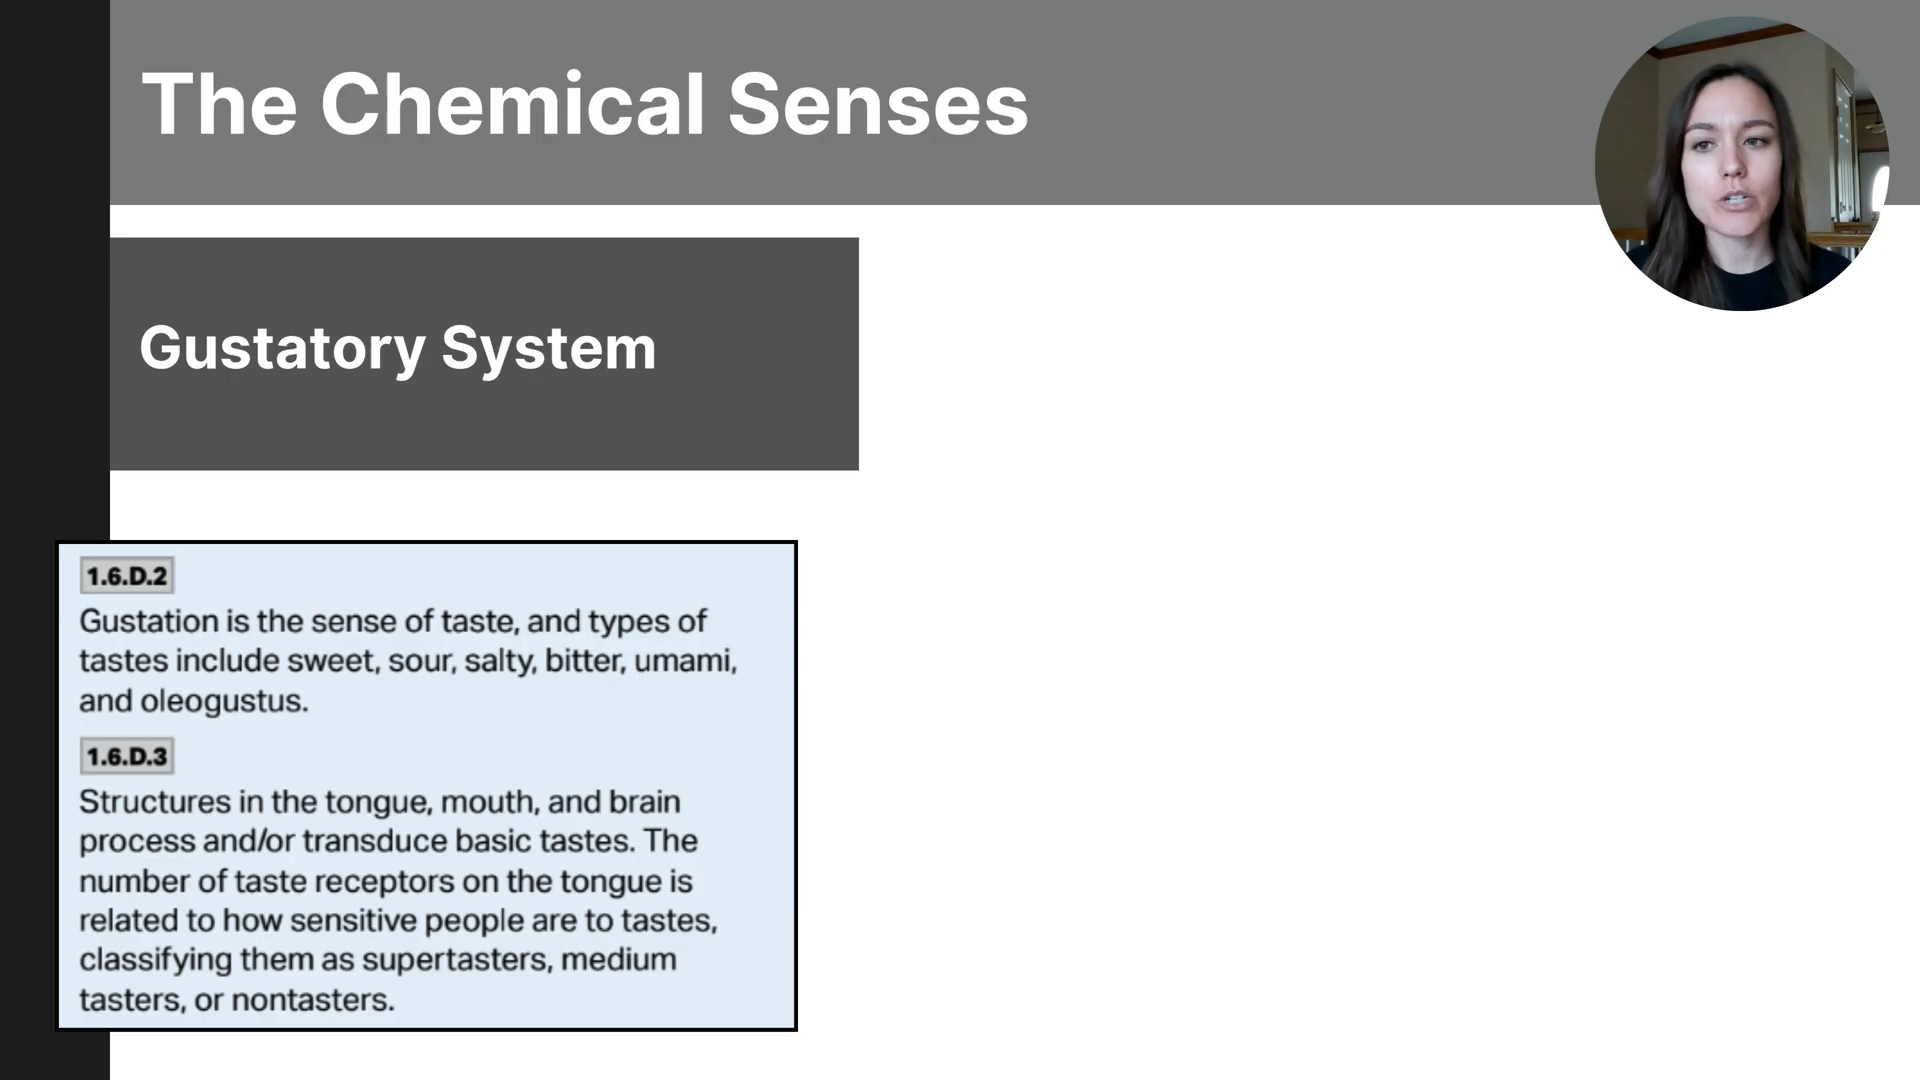 The Chemical Senses
Gustatory System
1.6.D.2
Gustation is the sense of taste, and types of
tastes include sweet, sour, salty, bitter, umami,
and oleogustus.
1.6.D.3
Structures in the tongue, mouth, and brain
process and/or transduce basic tastes. The
number of taste receptors on the tongue is
related to how sensitive people are to tastes,
classifying them as supertasters, medium
tasters, or nontasters.